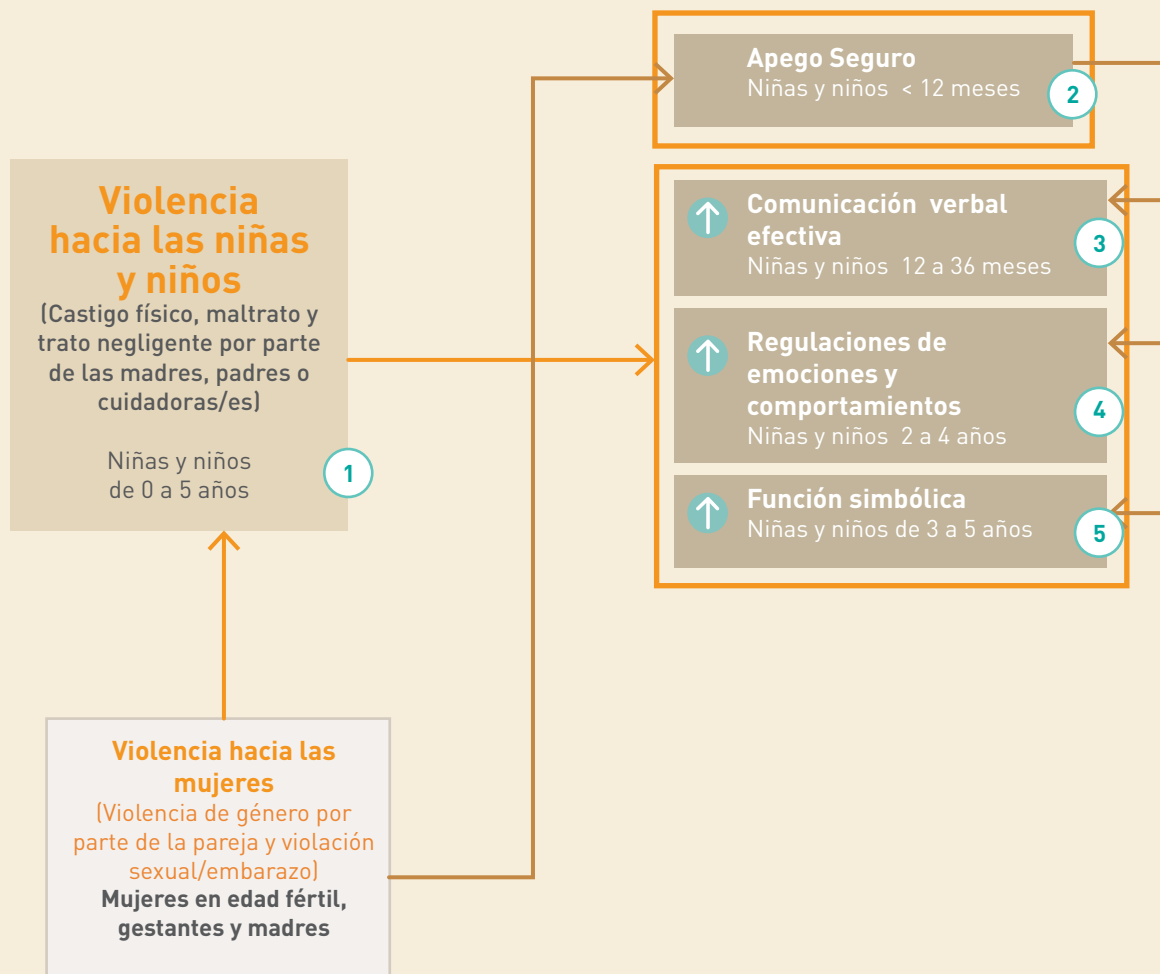 Apego Seguro
Niñas y niños < 12 meses
2
Violencia
hacia las niñas
y niños
(Castigo físico, maltrato y
trato negligente por parte
de las madres, padres o
cuidadoras/es)
Niñas y niños
de 0 a 5 años
1
Comunicación verbal
efectiva
Niñas y niños 12 a 36 meses
3
Regulaciones de
emociones y
comportamientos
Niñas y niños 2 a 4 años
4
Función simbólica
Niñas y niños de 3 a 5 años
5
Violencia hacia las
mujeres
(Violencia de género por
parte de la pareja y violación
sexual/embarazo)
Mujeres en edad fértil,
gestantes y madres